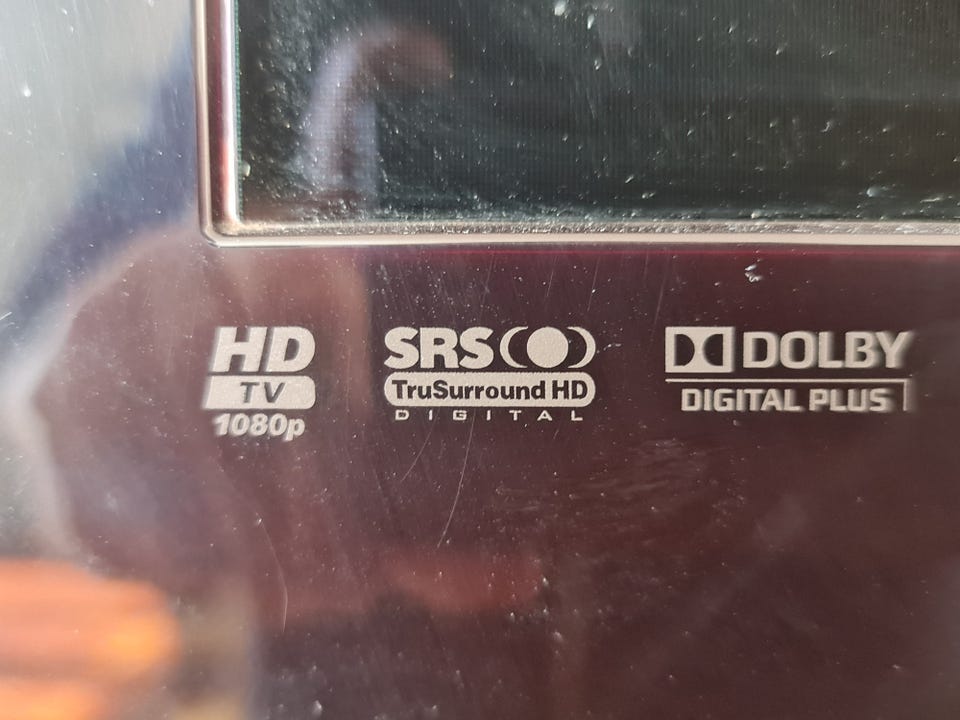 HD
TV
1080p
SRS
TruSurround HD
DIGITAL
DOLBY
DIGITAL PLUS